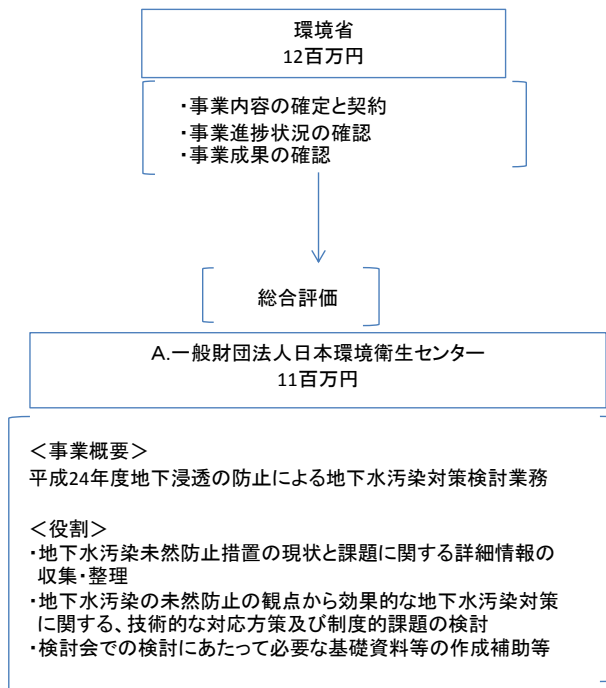 環境省
12百万円
・事業内容の確定と契約
・事業進捗状況の確認
・事業成果の確認
総合評価
A.一般財団法人日本環境衛生センター
11百万円
＜事業概要＞
平成24年度地下浸透の防止による地下水汚染対策検討業務
＜役割＞
・地下水汚染未然防止措置の現状と課題に関する詳細情報の
収集・整理
・地下水汚染の未然防止の観点から効果的な地下水汚染対策
に関する、技術的な対応方策及び制度的課題の検討
・検討会での検討にあたって必要な基礎資料等の作成補助等